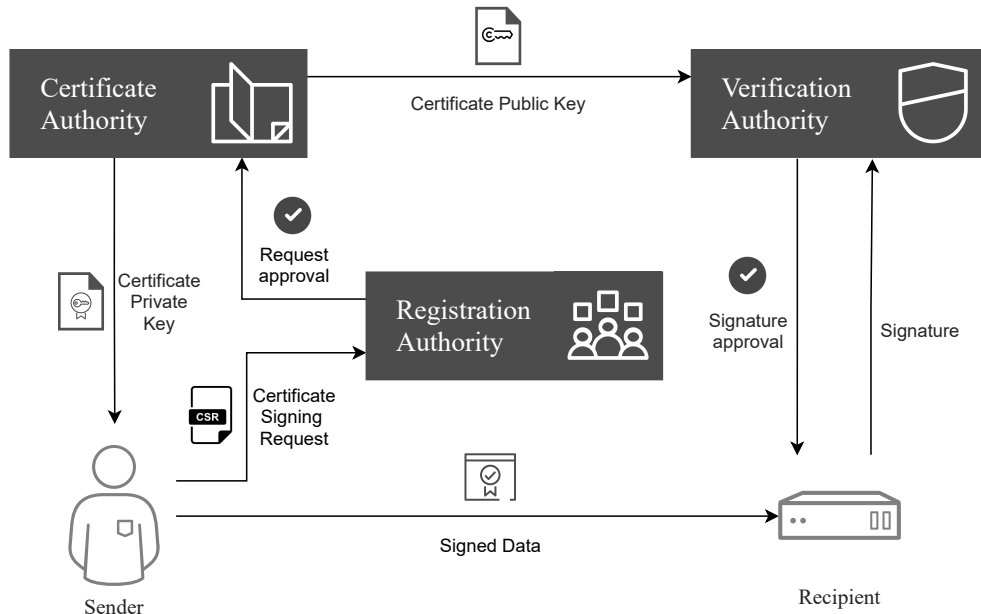 Certificate
Authority
Certificate Public Key
Verification
Authority
Request
approval
Certificate
Private
Key
Registration
Authority
Signature
approval
Signature
CSR
Certificate
Signing
Request
Signed Data
Sender
Recipient